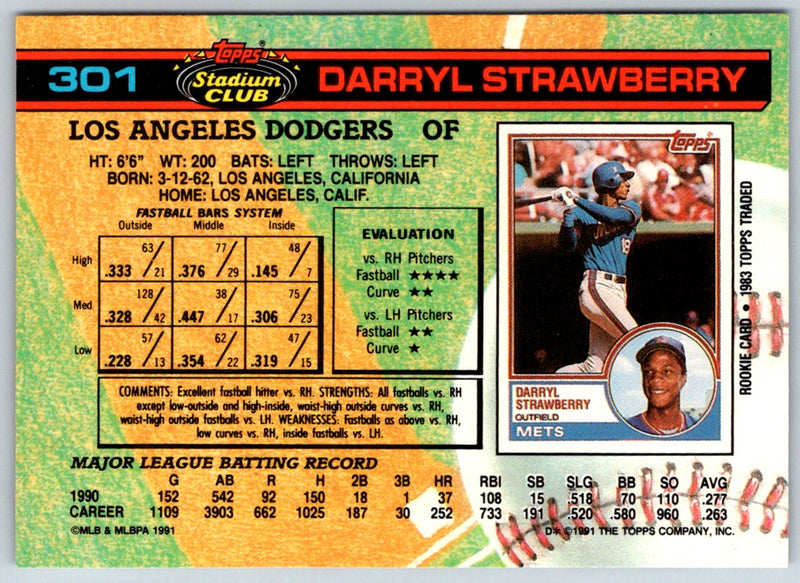 301 Topps Stadium CLUB DARRYL STRAWBERRY
LOS ANGELES DODGERS OF
HT: 6'6" WT: 200 BATS: LEFT THROWS: LEFT
BORN: 3-12-62, LOS ANGELES, CALIFORNIA
HOME: LOS ANGELES, CALIF.
FASTBALL BARS SYSTEM
Outside Middle Inside
High .333 63/21 .376 77/29 .145 48/7
Med .328 128/42 .447 38/17 .306 75/23
Low .228 57/13 .354 62/22 .319 47/15
EVALUATION
vs. RH Pitchers
Fastball ★★★★
Curve ★★
vs. LH Pitchers
Fastball ★★
Curve ★
COMMENTS: Excellent fastball hitter vs. RH. STRENGTHS: All fastballs vs. RH
except low-outside and high-inside, waist-high outside curves vs. RH,
waist-high outside fastballs vs. LH. WEAKNESSES: Fastballs as above vs. RH,
low curves vs. RH, inside fastballs vs. LH.
Topps
18
DARRYL
STRAWBERRY
OUTFIELD
METS
ROOKIE CARD • 1983 TOPPS TRADED
MAJOR LEAGUE BATTING RECORD
G AB R H 2B 3B HR RBI SB SLG BB SO AVG
1990 152 542 92 150 18 1 37 108 15 .518 70 110 .277
CAREER 1109 3903 662 1025 187 30 252 733 191 .520 .580 960 .263
©MLB & MLBPA 1991 D* ©1991 THE TOPPS COMPANY, INC.